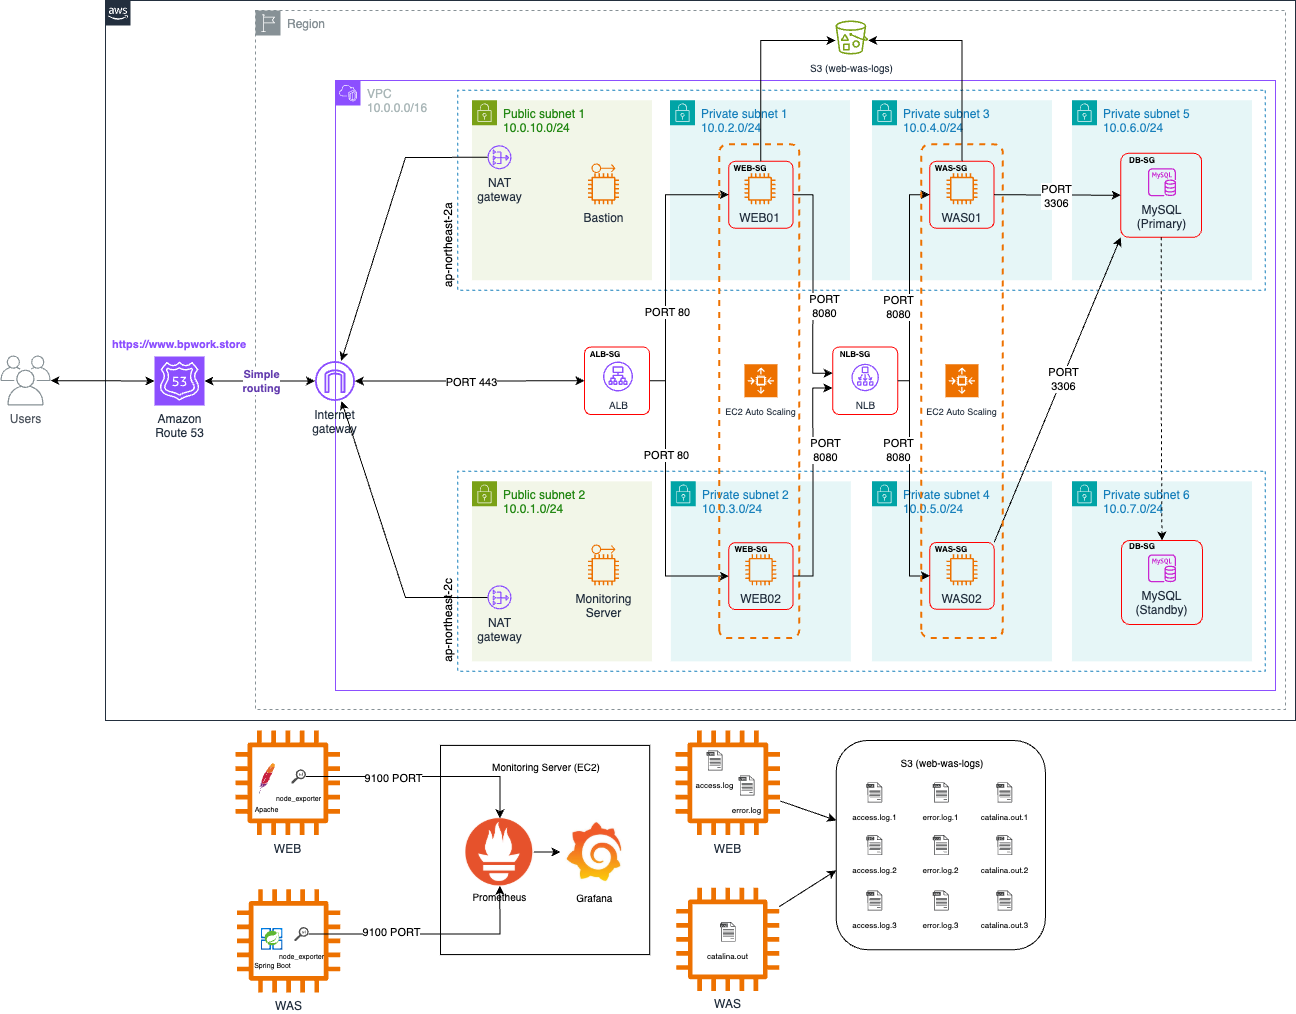 aws
Region
S3 (web-was-logs)
VPC
10.0.0.0/16
Public subnet 1
10.0.10.0/24
Private subnet 1
10.0.2.0/24
Private subnet 3
10.0.4.0/24
Private subnet 5
10.0.6.0/24
NAT
gateway
Bastion
WEB-SG
WEB01
WAS-SG
WAS01
PORT
3306
DB-SG
MySQL
MySQL
(Primary)
ap-northeast-2a
PORT 80
PORT
8080
PORT
8080
https://www.bpwork.store
Users
53
Amazon
Route 53
Simple
routing
Internet
gateway
PORT 443
ALB-SG
ALB
EC2 Auto Scaling
NLB-SG
NLB
EC2 Auto Scaling
PORT
3306
PORT 80
PORT
8080
PORT
8080
Public subnet 2
10.0.1.0/24
Private subnet 2
10.0.3.0/24
Private subnet 4
10.0.5.0/24
Private subnet 6
10.0.7.0/24
ap-northeast-2c
NAT
gateway
Monitoring
Server
WEB-SG
WEB02
WAS-SG
WAS02
DB-SG
MySQL
MySQL
(Standby)
node_exporter
Apache
WEB
9100 PORT
Monitoring Server (EC2)
Prometheus
Grafana
node_exporter
Spring Boot
WAS
9100 PORT
access.log
error.log
WEB
catalina.out
WAS
S3 (web-was-logs)
access.log.1
error.log.1
catalina.out.1
access.log.2
error.log.2
catalina.out.2
access.log.3
error.log.3
catalina.out.3